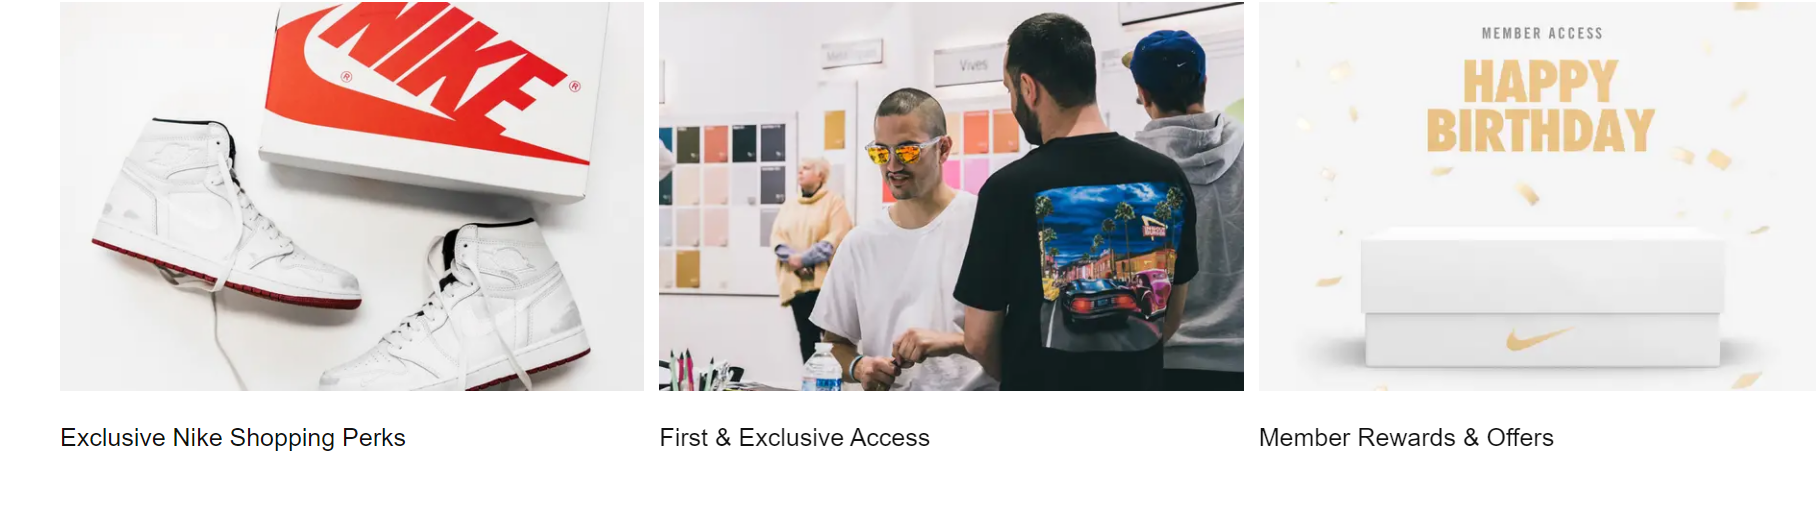 NIKE
®
®
Vives
MEMBER ACCESS
HAPPY
BIRTHDAY
Exclusive Nike Shopping Perks
First & Exclusive Access
Member Rewards & Offers